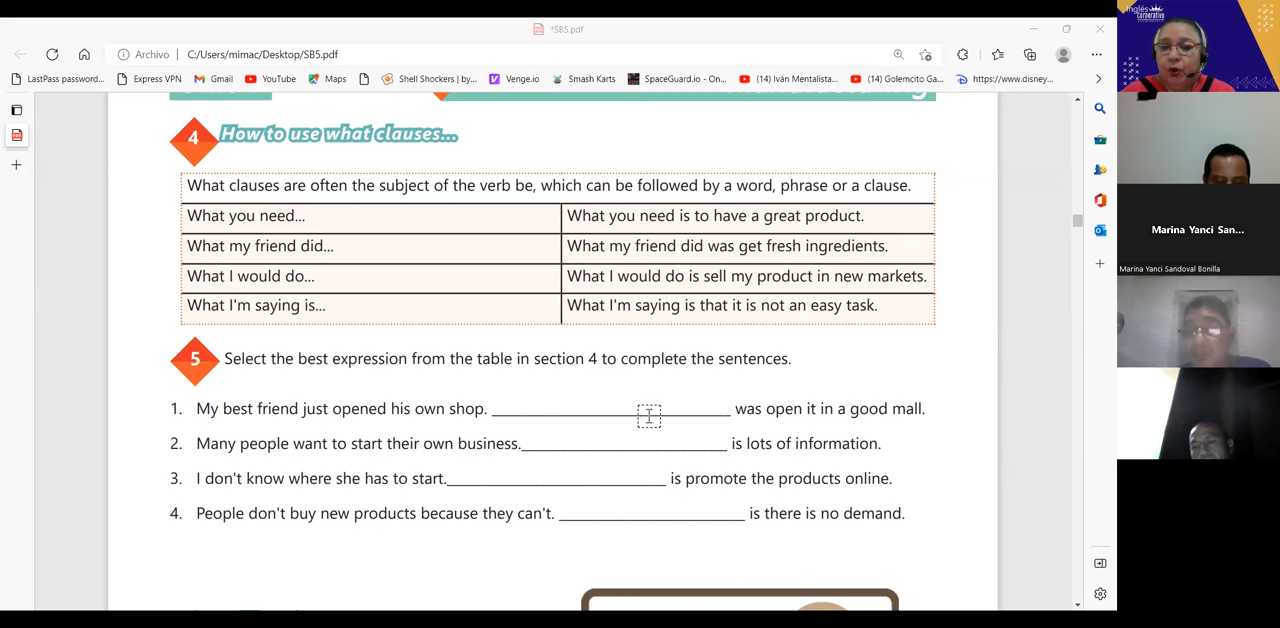 *SB5.pdf
Archivo
C:/Users/mimac/Desktop/SB5.pdf
LastPass password...
Express VPN
Gmail
YouTube
Maps
Shell Shockers | by...
Venge.io
Smash Karts
SpaceGuard.io - On...
(14) Iván Mentalista...
(14) Golemcito Ga...
https://www.disney...
4
How to use what clauses...
What clauses are often the subject of the verb be, which can be followed by a word, phrase or a clause.
What you need... What you need is to have a great product.
What my friend did... What my friend did was get fresh ingredients.
What I would do... What I would do is sell my product in new markets.
What I'm saying is... What I'm saying is that it is not an easy task.
5 Select the best expression from the table in section 4 to complete the sentences.
1. My best friend just opened his own shop. ____________________ was open it in a good mall.
2. Many people want to start their own business.____________________ is lots of information.
3. I don't know where she has to start.____________________ is promote the products online.
4. People don't buy new products because they can't. ____________________ is there is no demand.
Inglés
Corporativo
Marina Yanci San...
Marina Yanci Sandoval Bonilla